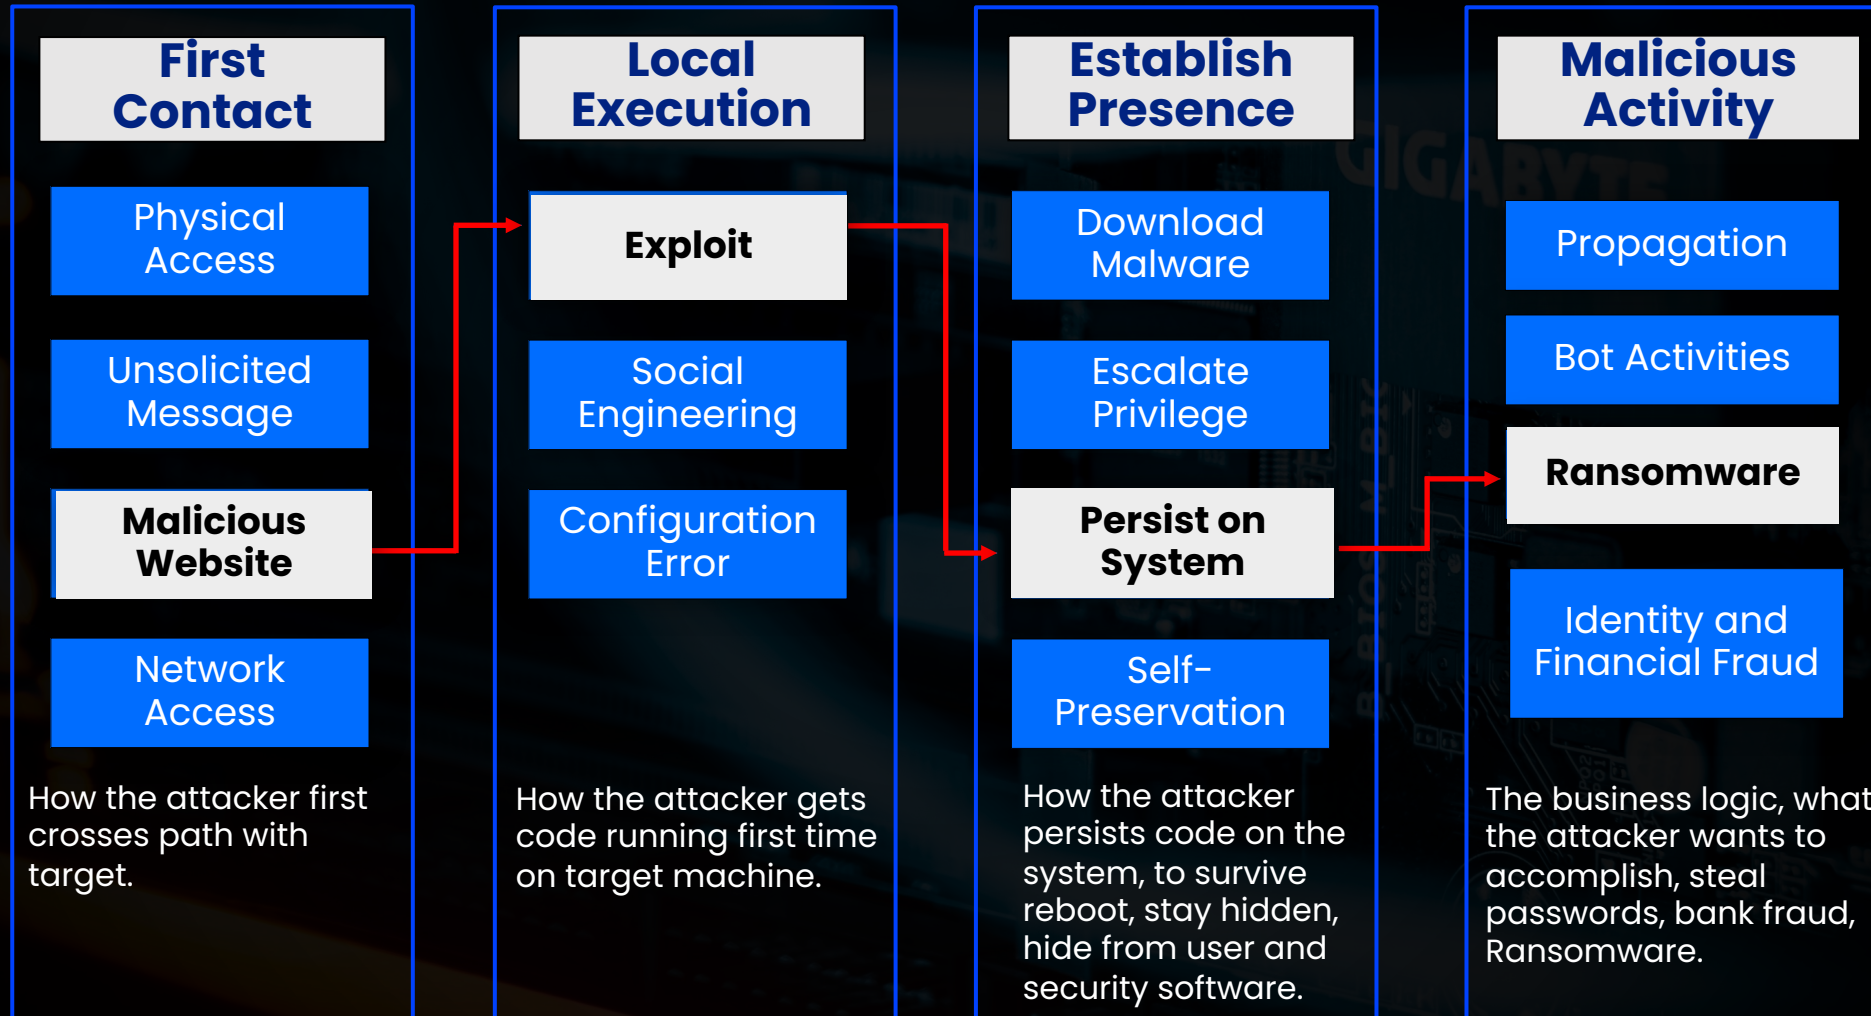 First
Contact
Physical
Access
Unsolicited
Message
Malicious
Website
Network
Access
How the attacker first
crosses path with
target.
Local
Execution
Exploit
Social
Engineering
Configuration
Error
How the attacker gets
code running first time
on target machine.
Establish
Presence
Download
Malware
Escalate
Privilege
Persist on
System
Self-
Preservation
How the attacker
persists code on the
system, to survive
reboot, stay hidden,
hide from user and
security software.
Malicious
Activity
Propagation
Bot Activities
Ransomware
Identity and
Financial Fraud
The business logic, what
the attacker wants to
accomplish, steal
passwords, bank fraud,
Ransomware.
GIGABYTE
M_BIOS